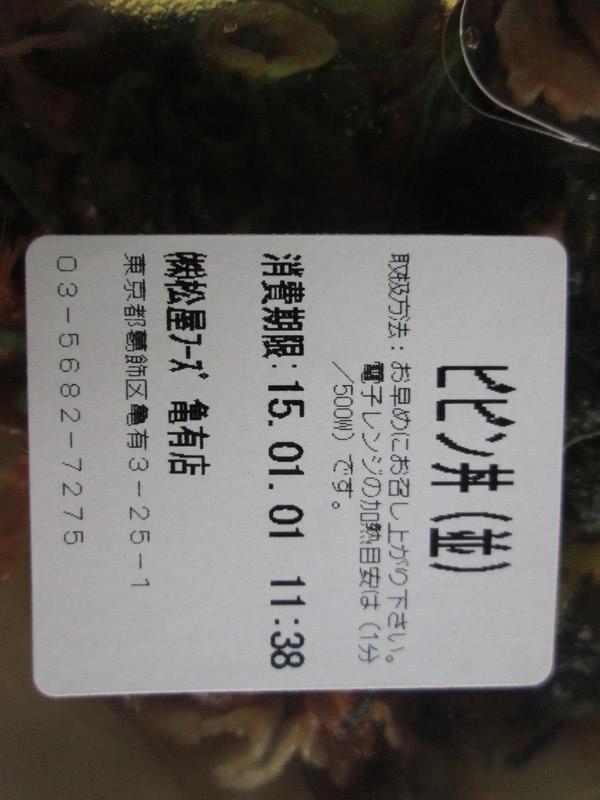 ビビン丼(並)
取扱方法：お早めにお召し上がり下さい。
電子レンジの加熱目安は(1分
/500W)です。
消費期限:15.01.01 11:38
㈱松屋フーズ 亀有店
東京都葛飾区亀有3-25-1
03-5682-7275